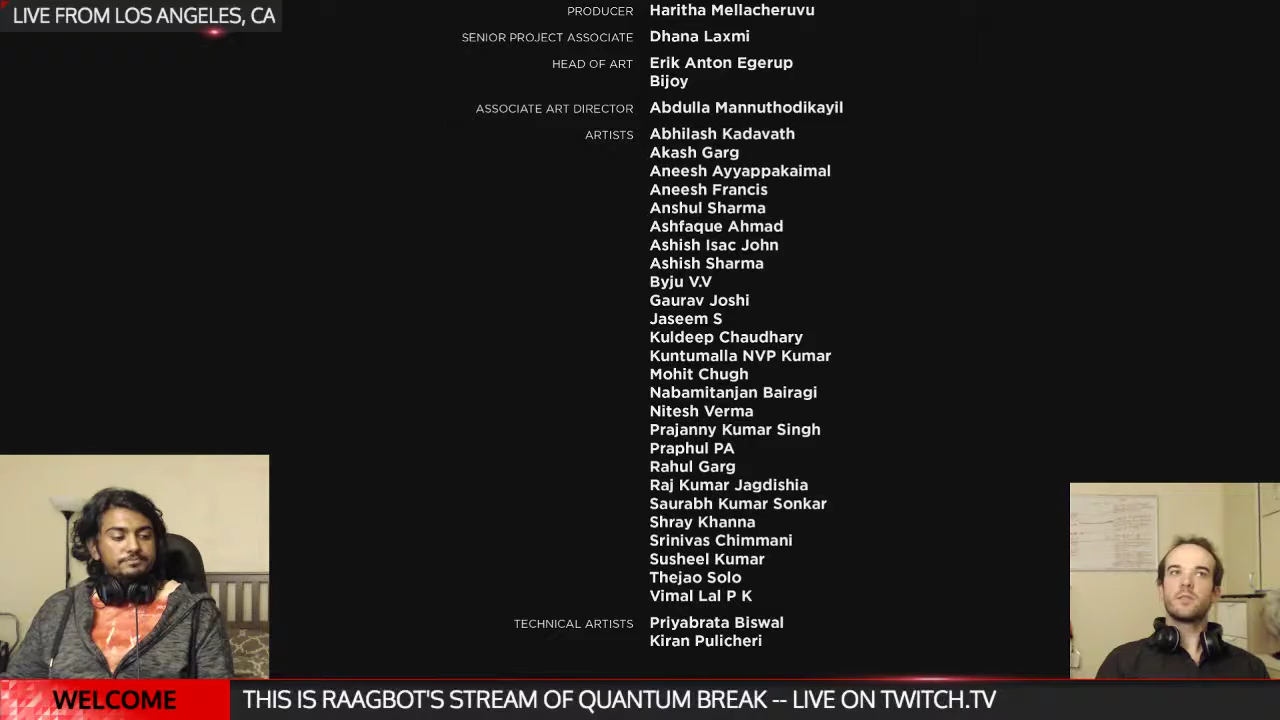 LIVE FROM LOS ANGELES, CA
PRODUCER Haritha Mellacheruvu
SENIOR PROJECT ASSOCIATE Dhana Laxmi
HEAD OF ART Erik Anton Egerup
Bijoy
ASSOCIATE ART DIRECTOR Abdulla Mannuthodikayil
ARTISTS Abhilash Kadavath
Akash Garg
Aneesh Ayyappakaimal
Aneesh Francis
Anshul Sharma
Ashfaque Ahmad
Ashish Isac John
Ashish Sharma
Byju V.V
Gaurav Joshi
Jaseem S
Kuldeep Chaudhary
Kuntumalla NVP Kumar
Mohit Chugh
Nabamitanjan Bairagi
Nitesh Verma
Prajanny Kumar Singh
Praphul PA
Rahul Garg
Raj Kumar Jagdishia
Saurabh Kumar Sonkar
Shray Khanna
Srinivas Chimmani
Susheel Kumar
Thejao Solo
Vimal Lal P K
TECHNICAL ARTISTS Priyabrata Biswal
Kiran Pulicheri
WELCOME THIS IS RAAGBOT'S STREAM OF QUANTUM BREAK -- LIVE ON TWITCH.TV